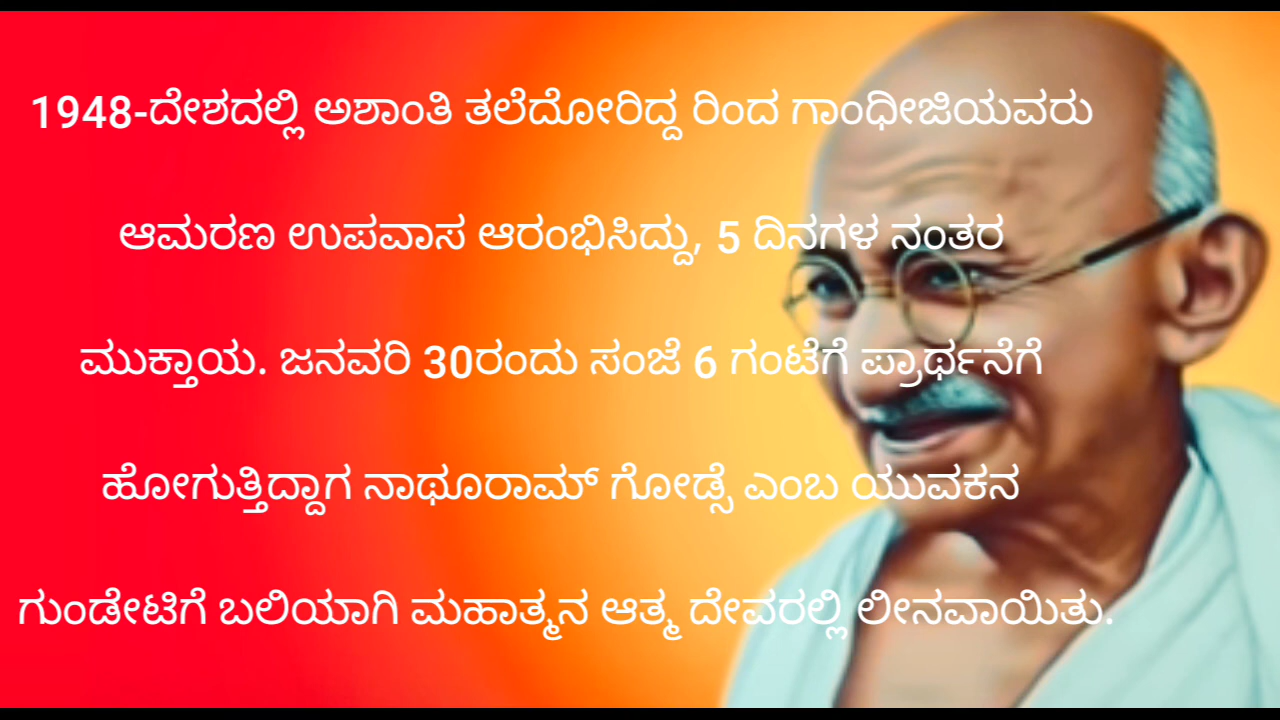 1948-ದೇಶದಲ್ಲಿ ಅಶಾಂತಿ ತಲೆದೋರಿದ್ದ ರಿಂದ ಗಾಂಧೀಜಿಯವರು
ಆಮರಣ ಉಪವಾಸ ಆರಂಭಿಸಿದ್ದು, 5 ದಿನಗಳ ನಂತರ
ಮುಕ್ತಾಯ. ಜನವರಿ 30ರಂದು ಸಂಜೆ 6 ಗಂಟೆಗೆ ಪ್ರಾರ್ಥನೆಗೆ
ಹೋಗುತ್ತಿದ್ದಾಗ ನಾಥೂರಾಮ್ ಗೋಡ್ಸೆ ಎಂಬ ಯುವಕನ
ಗುಂಡೇಟಿಗೆ ಬಲಿಯಾಗಿ ಮಹಾತ್ಮನ ಆತ್ಮ ದೇವರಲ್ಲಿ ಲೀನವಾಯಿತು.